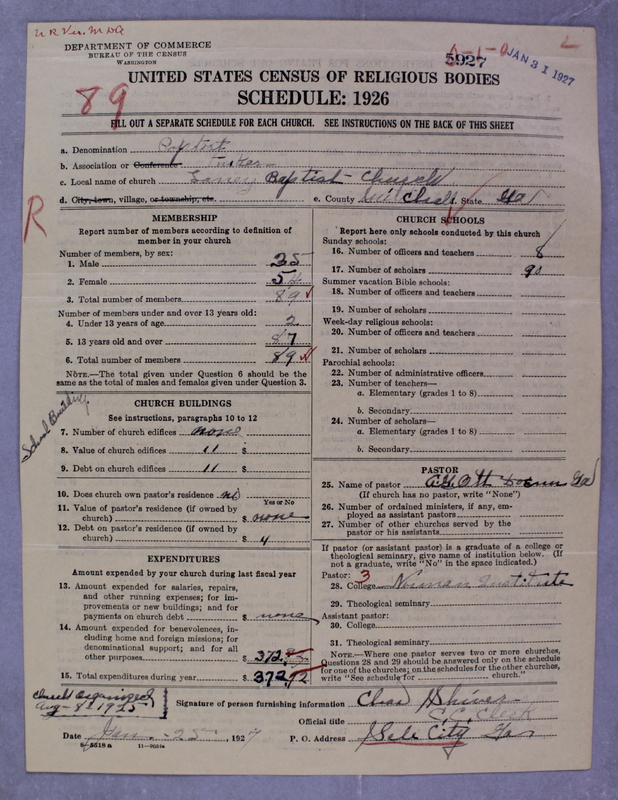 DEPARTMENT OF COMMERCE
BUREAU OF THE CENSUS
WASHINGTON
5927
JAN 31 1927
UNITED STATES CENSUS OF RELIGIOUS BODIES
SCHEDULE: 1926
89
FILL OUT A SEPARATE SCHEDULE FOR EACH CHURCH. SEE INSTRUCTIONS ON THE BACK OF THIS SHEET
a. Denomination Baptist
b. Association or Conference
c. Local name of church Baptist Church
d. City, town, village, or township, etc. e. County Mitchell State Ga
R
MEMBERSHIP
Report number of members according to definition of member in your church
Number of members, by sex:
1. Male 35
2. Female 54
3. Total number of members 89
Number of members under and over 13 years old:
4. Under 13 years of age 2
5. 13 years old and over 87
6. Total number of members 89
NOTE.—The total given under Question 6 should be the same as the total of males and females given under Question 3.
School Building
CHURCH BUILDINGS
See instructions, paragraphs 10 to 12
7. Number of church edifices none
8. Value of church edifices " $
9. Debt on church edifices " $
10. Does church own pastor's residence no
Yes or No
11. Value of pastor's residence (if owned by church) $ none
12. Debt on pastor's residence (if owned by church) $ "
EXPENDITURES
Amount expended by your church during last fiscal year
13. Amount expended for salaries, repairs, and other running expenses; for improvements or new buildings; and for payments on church debt $ none
14. Amount expended for benevolences, including home and foreign missions; for denominational support; and for all other purposes $ 372.
15. Total expenditures during year $ 372.72
CHURCH SCHOOLS
Report here only schools conducted by this church
Sunday schools:
16. Number of officers and teachers 8
17. Number of scholars 90
Summer vacation Bible schools:
18. Number of officers and teachers
19. Number of scholars
Week-day religious schools:
20. Number of officers and teachers
21. Number of scholars
Parochial schools:
22. Number of administrative officers
23. Number of teachers—
a. Elementary (grades 1 to 8)
b. Secondary
24. Number of scholars—
a. Elementary (grades 1 to 8)
b. Secondary
PASTOR
25. Name of pastor Ga
(If church has no pastor, write "None")
26. Number of ordained ministers, if any, employed as assistant pastors
27. Number of other churches served by the pastor or his assistants
If pastor (or assistant pastor) is a graduate of a college or theological seminary, give name of institution below. (If not a graduate, write "No" in the space indicated.)
Pastor: 3
28. College Norman Institute
29. Theological seminary
Assistant pastor:
30. College
31. Theological seminary
NOTE.—Where one pastor serves two or more churches, Questions 28 and 29 should be answered only on the schedule for one of the churches; on the schedules for the other churches, write "See schedule for church."
Church Organized
Aug - 8 - 1925
Signature of person furnishing information Chas Shiver
Official title C. Clerk
Date Jan. - 25, 1927 P. O. Address Sale City Ga
8-5518 a